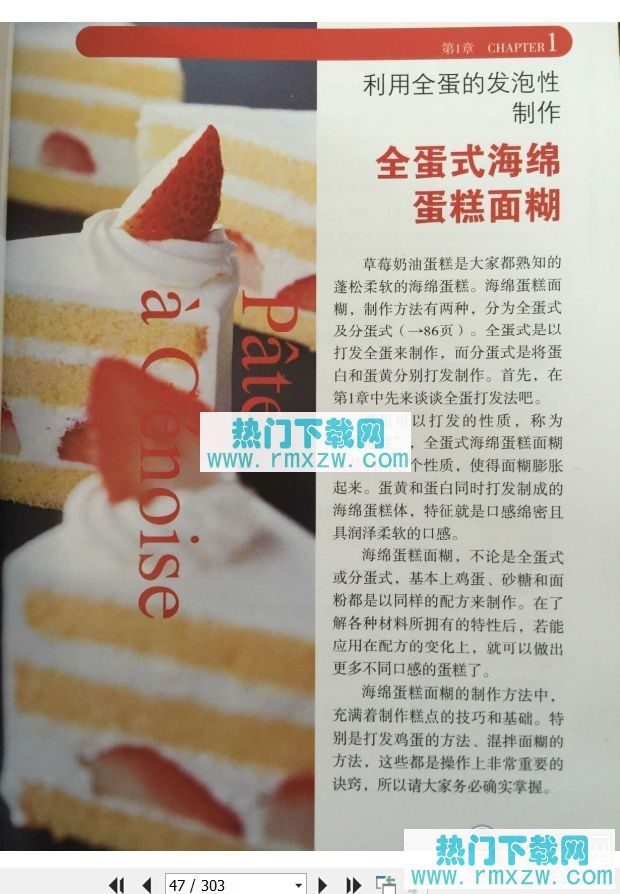 第1章 CHAPTER 1
利用全蛋的发泡性
制作
全蛋式海绵
蛋糕面糊
Pâte
à Génoise
草莓奶油蛋糕是大家都熟知的
蓬松柔软的海绵蛋糕。海绵蛋糕面
糊，制作方法有两种，分为全蛋式
及分蛋式（→86页）。全蛋式是以
打发全蛋来制作，而分蛋式是将蛋
白和蛋黄分别打发制作。首先，在
第1章中先来谈谈全蛋打发法吧。
可以打发的性质，称为
”，全蛋式海绵蛋糕面糊
个性质，使得面糊膨胀
起来。蛋黄和蛋白同时打发制成的
海绵蛋糕体，特征就是口感绵密且
具润泽柔软的口感。
海绵蛋糕面糊，不论是全蛋式
或分蛋式，基本上鸡蛋、砂糖和面
粉都是以同样的配方来制作。在了
解各种材料所拥有的特性后，若能
应用在配方的变化上，就可以做出
更多不同口感的蛋糕了。
海绵蛋糕面糊的制作方法中，
充满着制作糕点的技巧和基础。特
别是打发鸡蛋的方法、混拌面糊的
方法，这些都是操作上非常重要的
诀窍，所以请大家务必确实掌握。
热门下载网
www.rmxzw.com
热门下载网
www.rmxzw.com
47 / 303